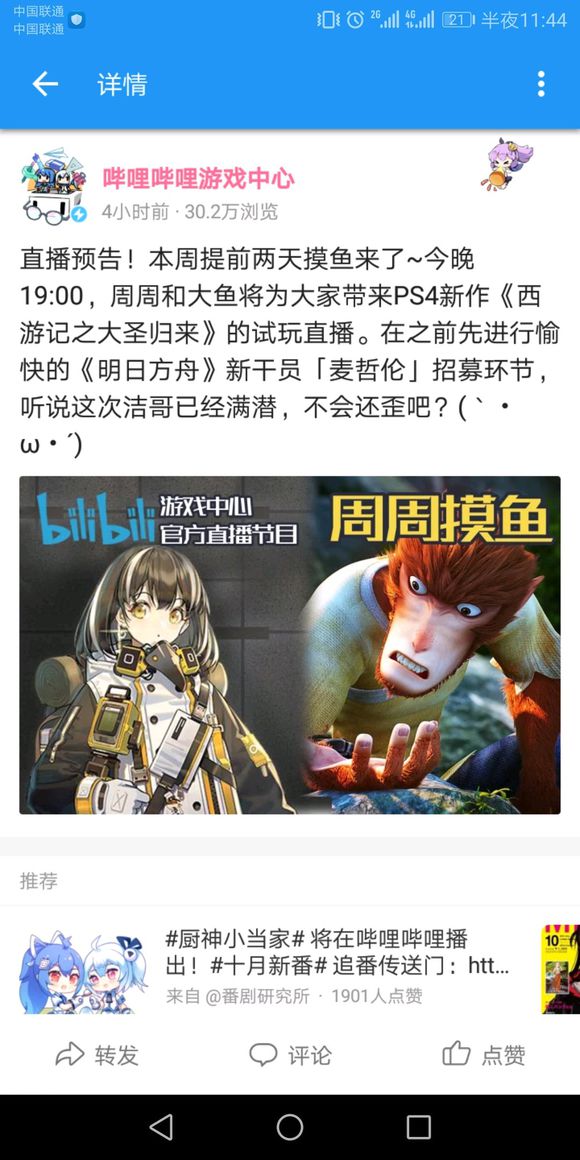 中国联通
中国联通
2G 4G 21 半夜11:44
详情
哔哩哔哩游戏中心
4小时前 · 30.2万浏览
直播预告！本周提前两天摸鱼来了~今晚
19:00，周周和大鱼将为大家带来PS4新作《西
游记之大圣归来》的试玩直播。在之前先进行愉
快的《明日方舟》新干员「麦哲伦」招募环节，
听说这次洁哥已经满潜，不会还歪吧？(｀・
ω・´)
bilibili 游戏中心
官方直播节目
周周摸鱼
推荐
#厨神小当家# 将在哔哩哔哩播
出！#十月新番# 追番传送门：htt...
来自 @番剧研究所 · 1901人点赞
10
转发 评论 点赞